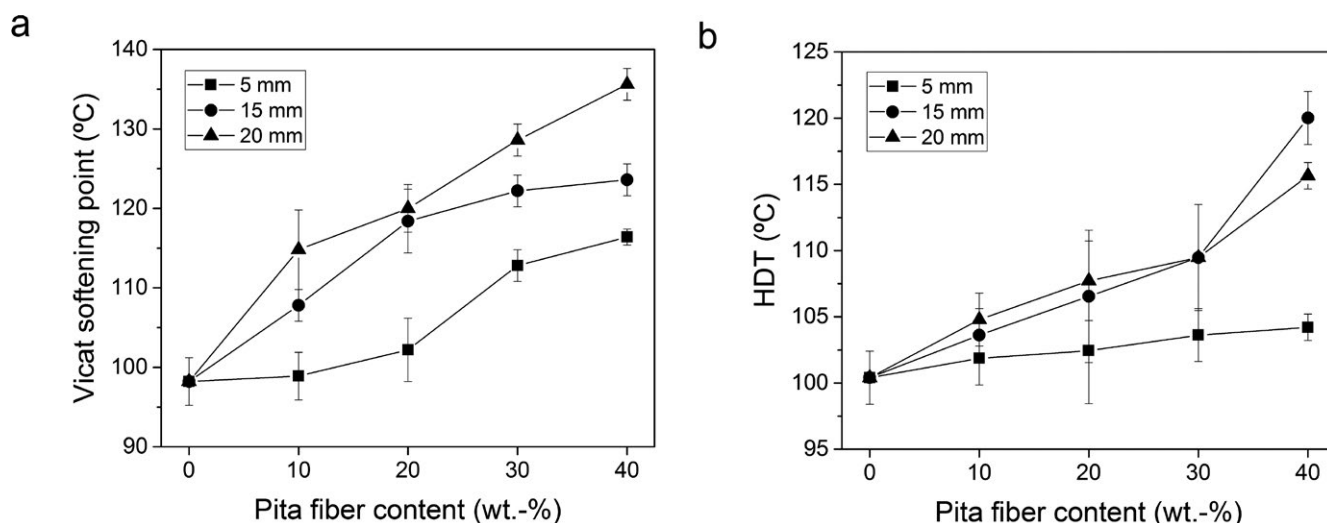 a
Vicat softening point (ºC)
140
130
120
110
100
90
5 mm
15 mm
20 mm
0 10 20 30 40
Pita fiber content (wt.-%)
b
HDT (ºC)
125
120
115
110
105
100
95
5 mm
15 mm
20 mm
0 10 20 30 40
Pita fiber content (wt.-%)